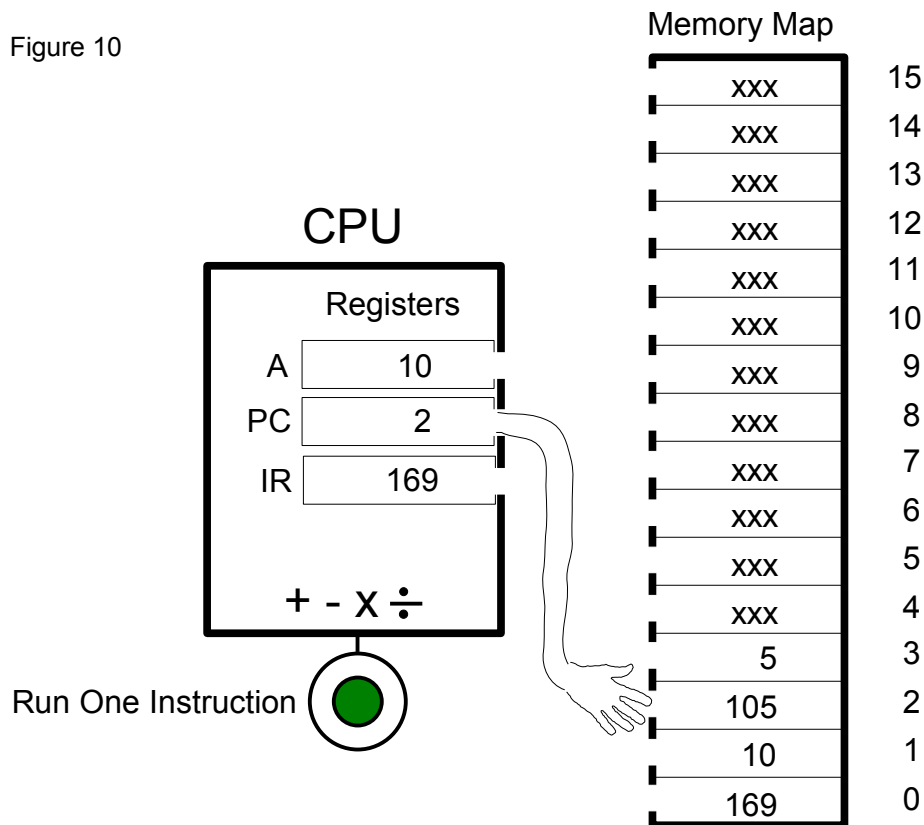 Figure 10
Memory Map
xxx 15
xxx 14
xxx 13
xxx 12
xxx 11
xxx 10
xxx 9
xxx 8
xxx 7
xxx 6
xxx 5
xxx 4
5 3
105 2
10 1
169 0
CPU
Registers
A 10
PC 2
IR 169
+ - x ÷
Run One Instruction